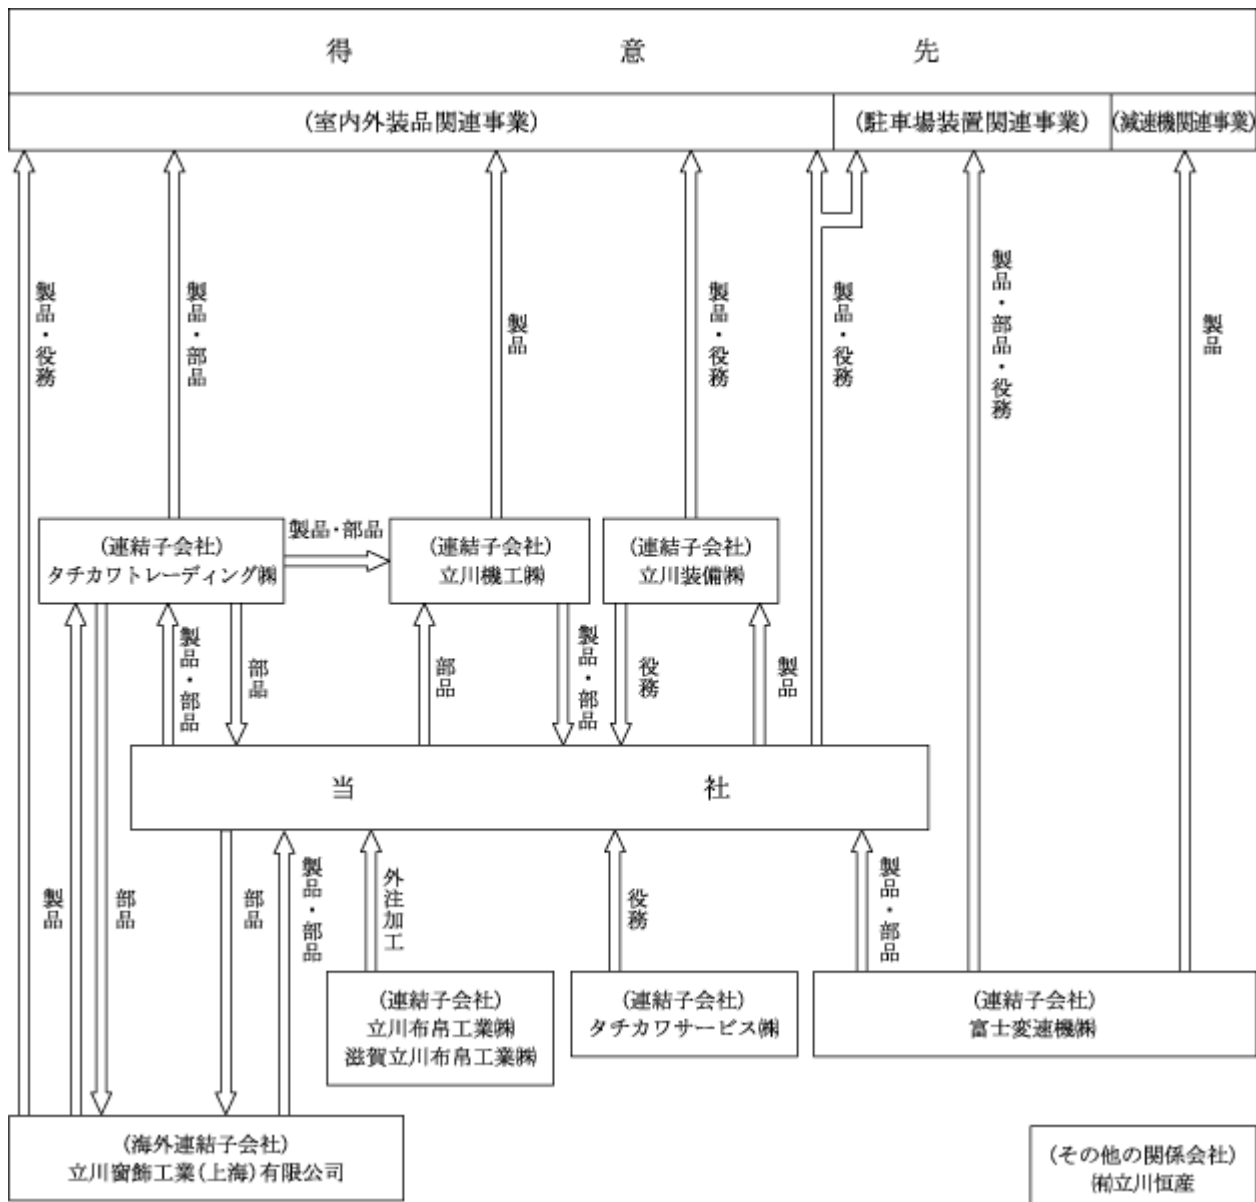 得意先
(室内外装品関連事業)
(駐車場装置関連事業)
(減速機関連事業)
製品・役務
製品・部品
製品
製品・役務
製品・役務
製品・部品・役務
製品
(連結子会社)
タチカワトレーディング㈱
製品・部品
(連結子会社)
立川機工㈱
(連結子会社)
立川装備㈱
製品・部品
部品
部品
製品・部品
役務
製品
当社
製品
部品
部品
製品・部品
外注加工
役務
製品・部品
(連結子会社)
立川布帛工業㈱
滋賀立川布帛工業㈱
(連結子会社)
タチカワサービス㈱
(連結子会社)
富士変速機㈱
(海外連結子会社)
立川窗飾工業(上海)有限公司
(その他の関係会社)
㈲立川恒産